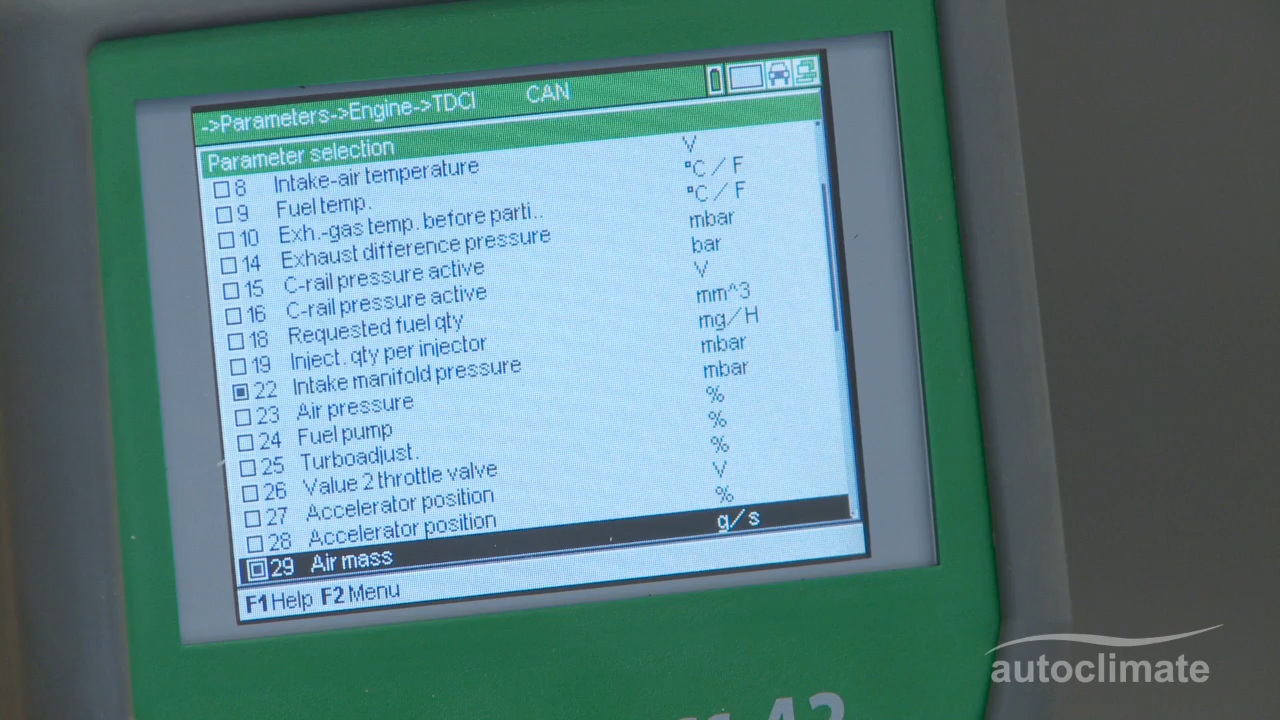 ->Parameters->Engine->TDCI CAN
Parameter selection
8 Intake-air temperature V
9 Fuel temp. °C / F
10 Exh.-gas temp. before parti.. °C / F
14 Exhaust difference pressure mbar
15 C-rail pressure active bar
16 C-rail pressure active V
18 Requested fuel qty mm^3
19 Inject. qty per injector mg/H
22 Intake manifold pressure mbar
23 Air pressure mbar
24 Fuel pump %
25 Turboadjust. %
26 Value 2 throttle valve %
27 Accelerator position V
28 Accelerator position %
29 Air mass g/s
F1 Help F2 Menu
autoclimate